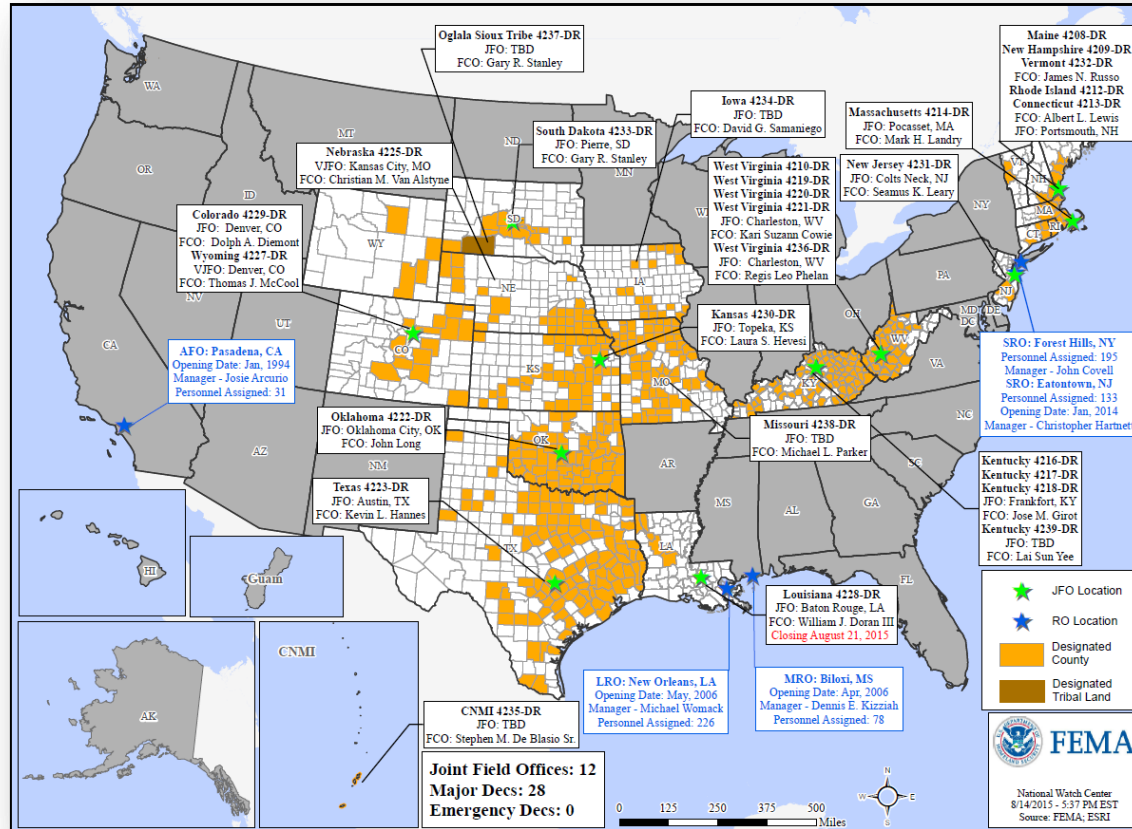 Oglala Sioux Tribe 4237-DR
JFO: TBD
FCO: Gary R. Stanley
Maine 4208-DR
New Hampshire 4209-DR
Vermont 4232-DR
FCO: James N. Russo
Rhode Island 4212-DR
Connecticut 4213-DR
FCO: Albert L. Lewis
JFO: Portsmouth, NH
Iowa 4234-DR
JFO: TBD
FCO: David G. Samaniego
Massachusetts 4214-DR
JFO: Pocasset, MA
FCO: Mark H. Landry
South Dakota 4233-DR
JFO: Pierre, SD
FCO: Gary R. Stanley
Nebraska 4225-DR
VJFO: Kansas City, MO
FCO: Christian M. Van Alstyne
West Virginia 4210-DR
West Virginia 4219-DR
West Virginia 4220-DR
West Virginia 4221-DR
JFO: Charleston, WV
FCO: Kari Suzann Cowie
West Virginia 4236-DR
JFO: Charleston, WV
FCO: Regis Leo Phelan
New Jersey 4231-DR
JFO: Colts Neck, NJ
FCO: Seamus K. Leary
Colorado 4229-DR
JFO: Denver, CO
FCO: Dolph A. Diemont
Wyoming 4227-DR
VJFO: Denver, CO
FCO: Thomas J. McCool
Kansas 4230-DR
JFO: Topeka, KS
FCO: Laura S. Hevesi
AFO: Pasadena, CA
Opening Date: Jan, 1994
Manager - Josie Arcurio
Personnel Assigned: 31
SRO: Forest Hills, NY
Personnel Assigned: 195
Manager - John Covell
SRO: Eatontown, NJ
Personnel Assigned: 133
Opening Date: Jan, 2014
Manager - Christopher Hartnett
Oklahoma 4222-DR
JFO: Oklahoma City, OK
FCO: John Long
Missouri 4238-DR
JFO: TBD
FCO: Michael L. Parker
Texas 4223-DR
JFO: Austin, TX
FCO: Kevin L. Hannes
Kentucky 4216-DR
Kentucky 4217-DR
Kentucky 4218-DR
JFO: Frankfort, KY
FCO: Jose M. Girot
Kentucky 4239-DR
JFO: TBD
FCO: Lai Sun Yee
Louisiana 4228-DR
JFO: Baton Rouge, LA
FCO: William J. Doran III
Closing August 21, 2015
LRO: New Orleans, LA
Opening Date: May, 2006
Manager - Michael Womack
Personnel Assigned: 226
MRO: Biloxi, MS
Opening Date: Apr, 2006
Manager - Dennis E. Kizziah
Personnel Assigned: 78
CNMI 4235-DR
JFO: TBD
FCO: Stephen M. De Blasio Sr.
Joint Field Offices: 12
Major Decs: 28
Emergency Decs: 0
JFO Location
RO Location
Designated
County
Designated
Tribal Land
FEMA
National Watch Center
8/14/2015 - 5:37 PM EST
Source: FEMA; ESRI
0 125 250 375 500
Miles
N
E
S
W
WA
OR
CA
NV
ID
MT
WY
UT
AZ
CO
NM
ND
SD
NE
KS
OK
TX
MN
IA
MO
AR
LA
WI
MS
AL
GA
FL
SC
NC
VA
WV
KY
OH
PA
NY
MD
DC
DE
NJ
CT
RI
MA
VT
NH
HI
Guam
AK
CNMI